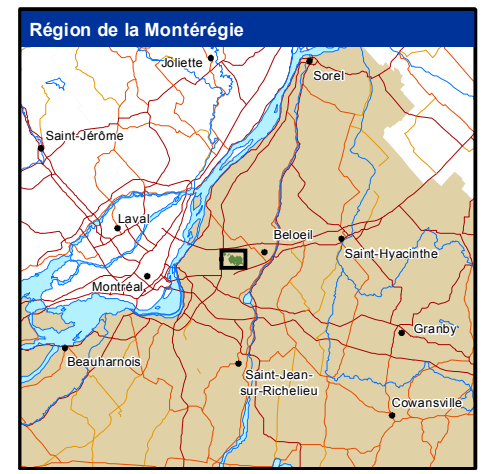 Région de la Montérégie
Joliette
Sorel
Saint-Jérôme
Laval
Beloeil
Saint-Hyacinthe
Montréal
Granby
Beauharnois
Saint-Jean-
sur-Richelieu
Cowansville